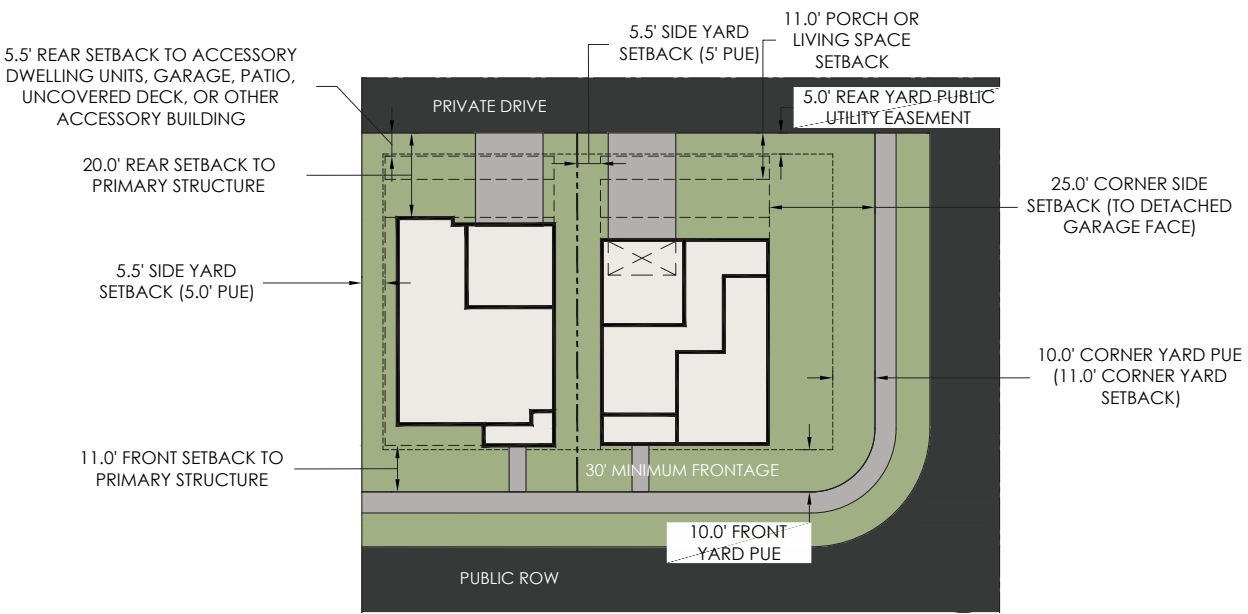 5.5' REAR SETBACK TO ACCESSORY
DWELLING UNITS, GARAGE, PATIO,
UNCOVERED DECK, OR OTHER
ACCESSORY BUILDING
5.5' SIDE YARD
SETBACK (5' PUE)
11.0' PORCH OR
LIVING SPACE
SETBACK
PRIVATE DRIVE
5.0' REAR YARD PUBLIC
UTILITY EASEMENT
20.0' REAR SETBACK TO
PRIMARY STRUCTURE
25.0' CORNER SIDE
SETBACK (TO DETACHED
GARAGE FACE)
5.5' SIDE YARD
SETBACK (5.0' PUE)
10.0' CORNER YARD PUE
(11.0' CORNER YARD
SETBACK)
11.0' FRONT SETBACK TO
PRIMARY STRUCTURE
30' MINIMUM FRONTAGE
10.0' FRONT
YARD PUE
PUBLIC ROW